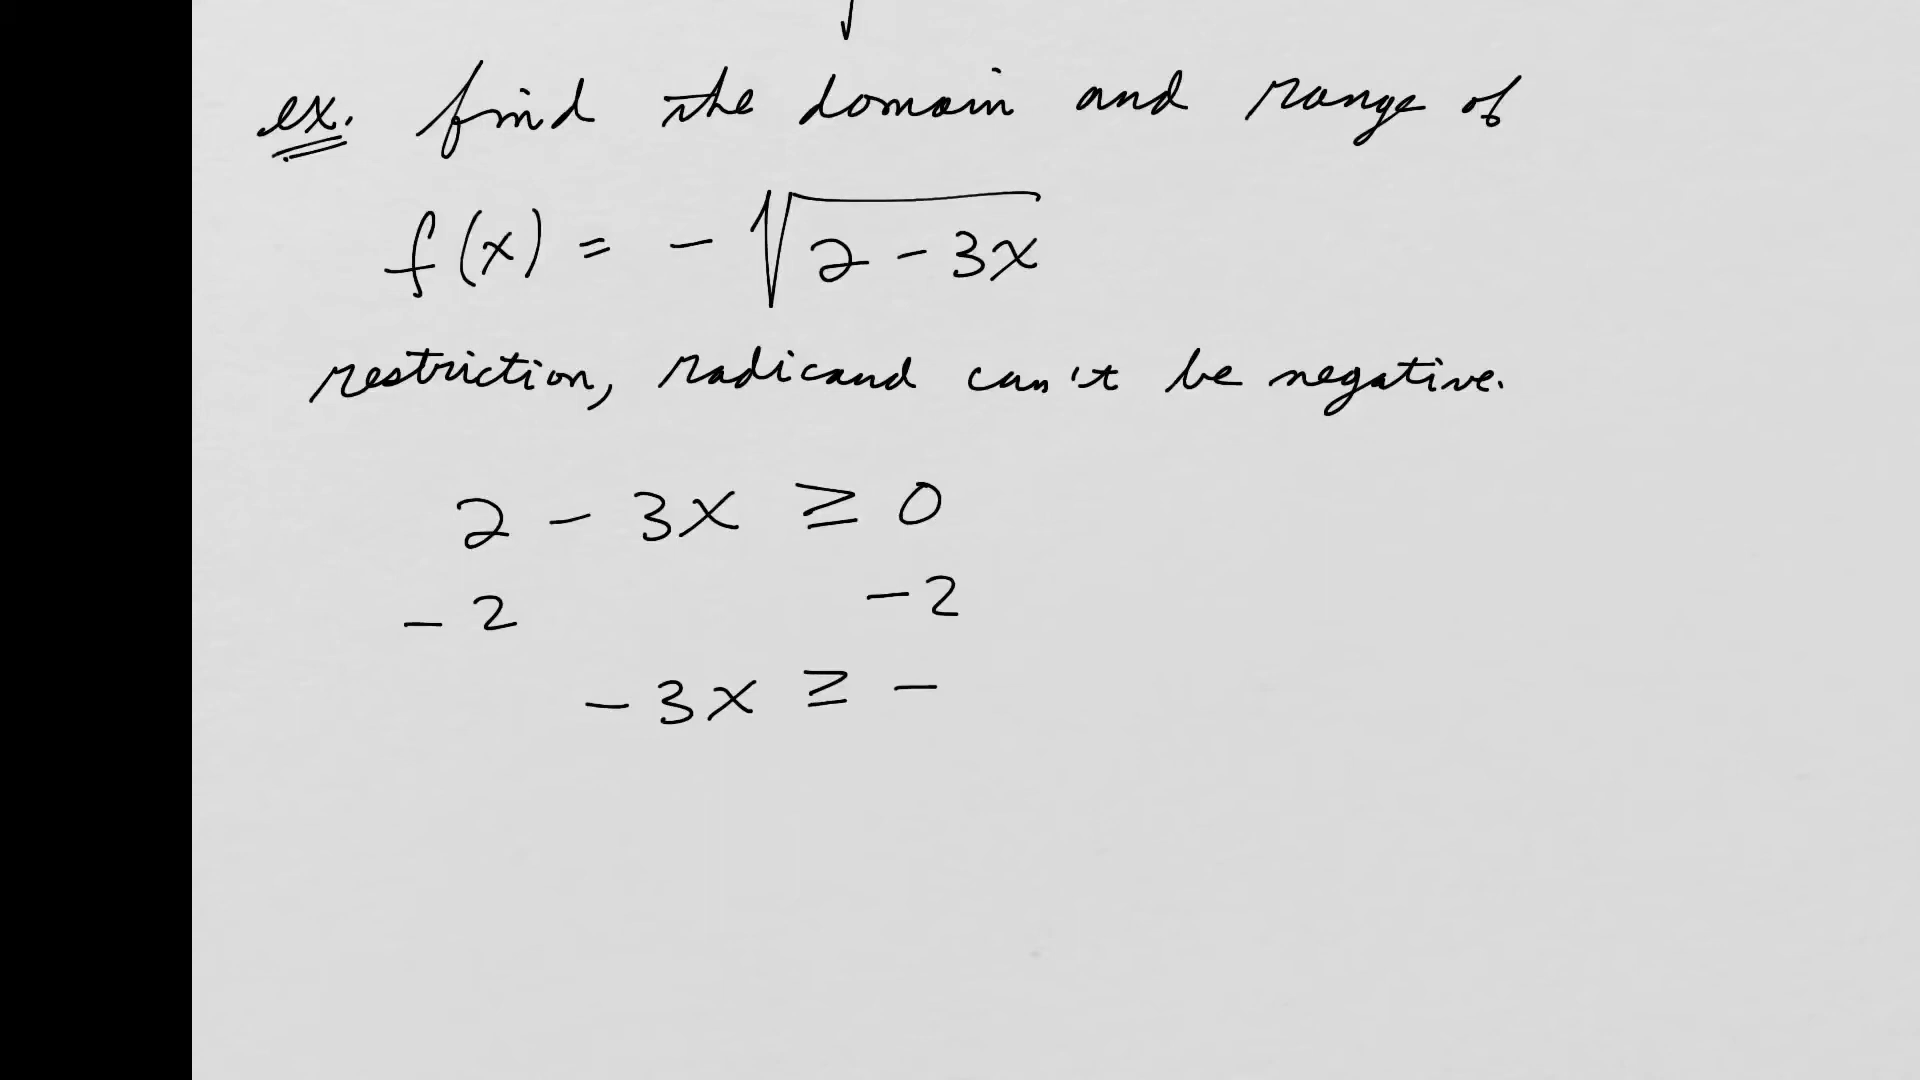 ex. find the domain and range of
f(x) = - √(2 - 3x)
restriction, radicand can't be negative.
2 - 3x ≥ 0
- 2 - 2
- 3x ≥ -